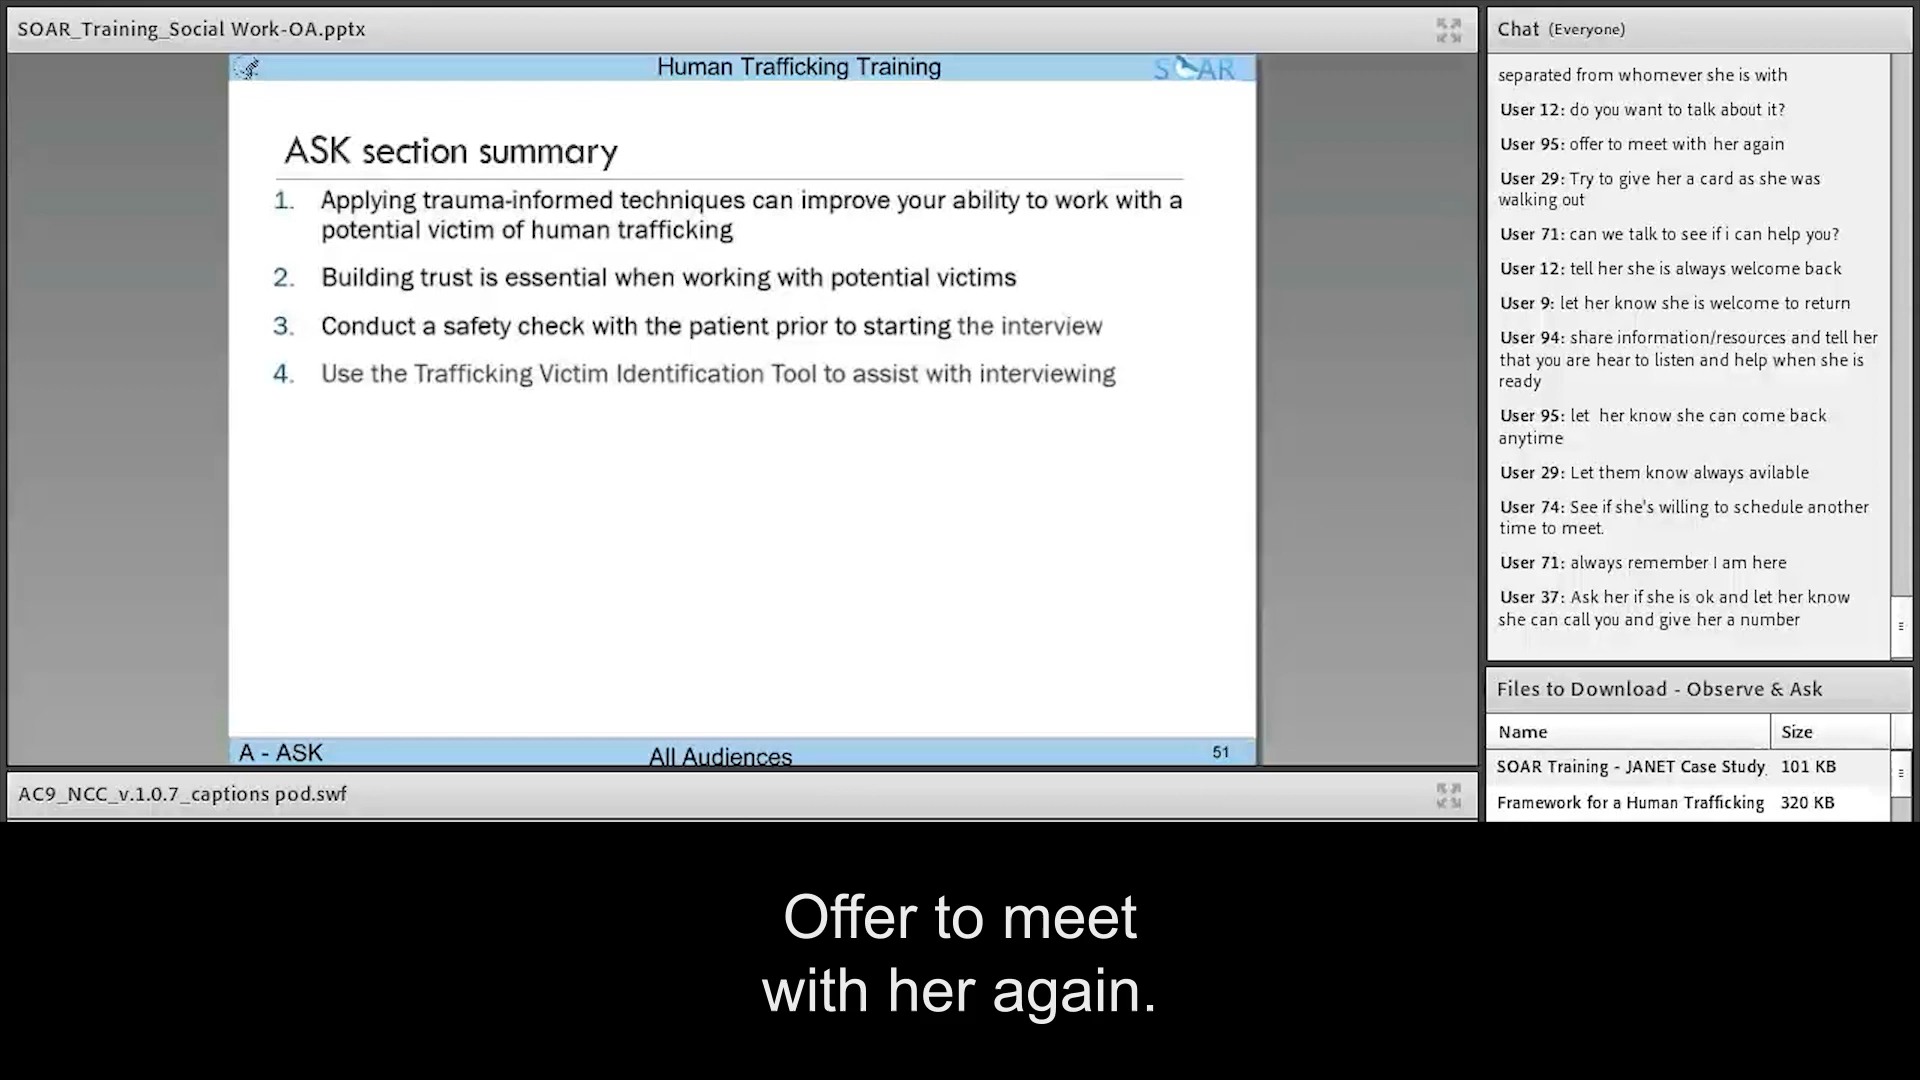 SOAR_Training_Social Work-OA.pptx
Human Trafficking Training
SOAR
ASK section summary
1. Applying trauma-informed techniques can improve your ability to work with a
potential victim of human trafficking
2. Building trust is essential when working with potential victims
3. Conduct a safety check with the patient prior to starting the interview
4. Use the Trafficking Victim Identification Tool to assist with interviewing
A - ASK
All Audiences
51
AC9_NCC_v.1.0.7_captions pod.swf
Offer to meet
with her again.
Chat (Everyone)
separated from whomever she is with
User 12: do you want to talk about it?
User 95: offer to meet with her again
User 29: Try to give her a card as she was
walking out
User 71: can we talk to see if i can help you?
User 12: tell her she is always welcome back
User 9: let her know she is welcome to return
User 94: share information/resources and tell her
that you are hear to listen and help when she is
ready
User 95: let  her know she can come back
anytime
User 29: Let them know always avilable
User 74: See if she's willing to schedule another
time to meet.
User 71: always remember I am here
User 37: Ask her if she is ok and let her know
she can call you and give her a number
Files to Download - Observe & Ask
Name Size
SOAR Training - JANET Case Study 101 KB
Framework for a Human Trafficking 320 KB